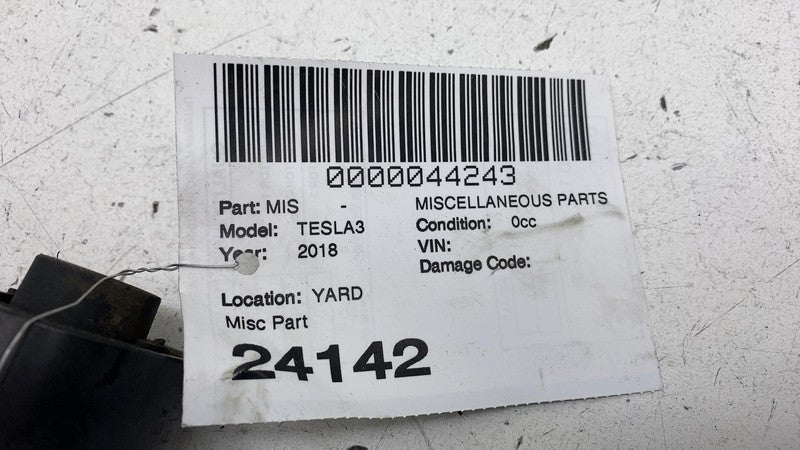 0000044243
Part: MIS - MISCELLANEOUS PARTS
Model: TESLA3 Condition: 0cc
Year: 2018 VIN:
Damage Code:
Location: YARD
Misc Part
24142